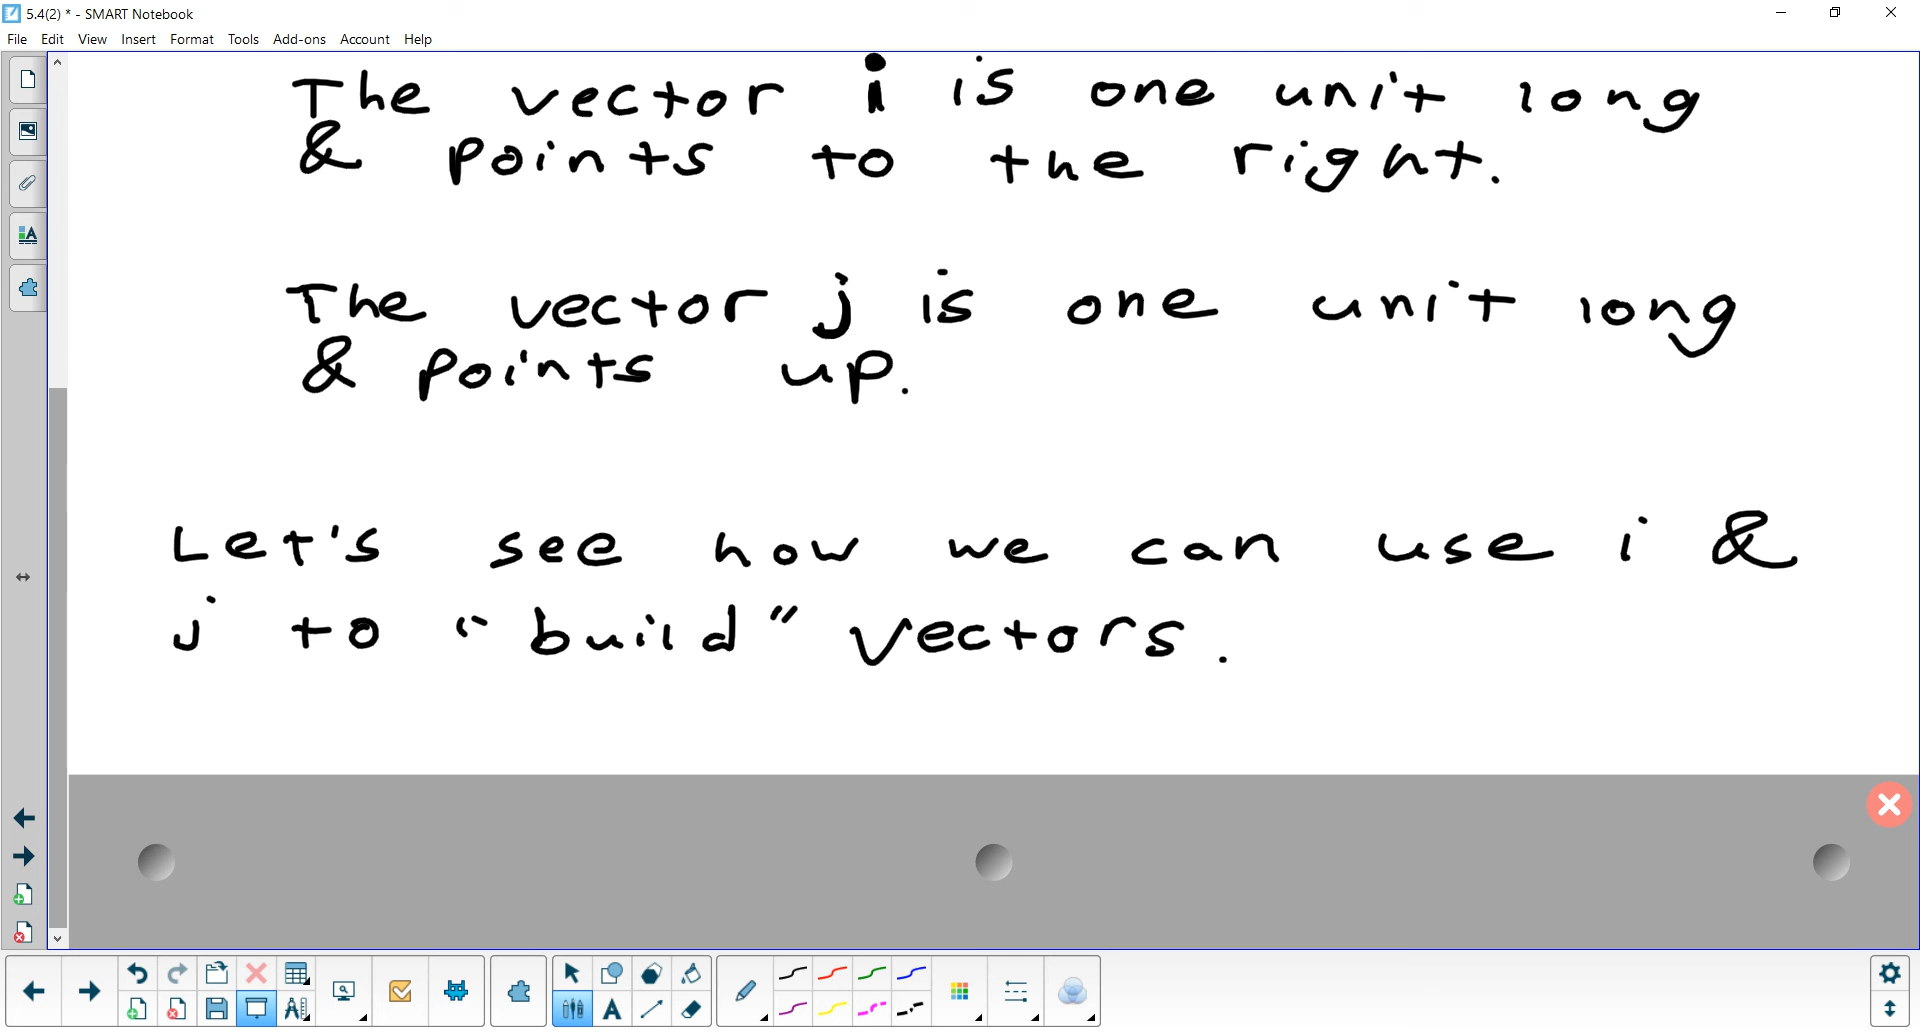 5.4(2) * - SMART Notebook
File Edit View Insert Format Tools Add-ons Account Help
The vector i is one unit long
& points to the right.
The vector j is one unit long
& points up.
Let's see how we can use i &
j to "build" vectors.